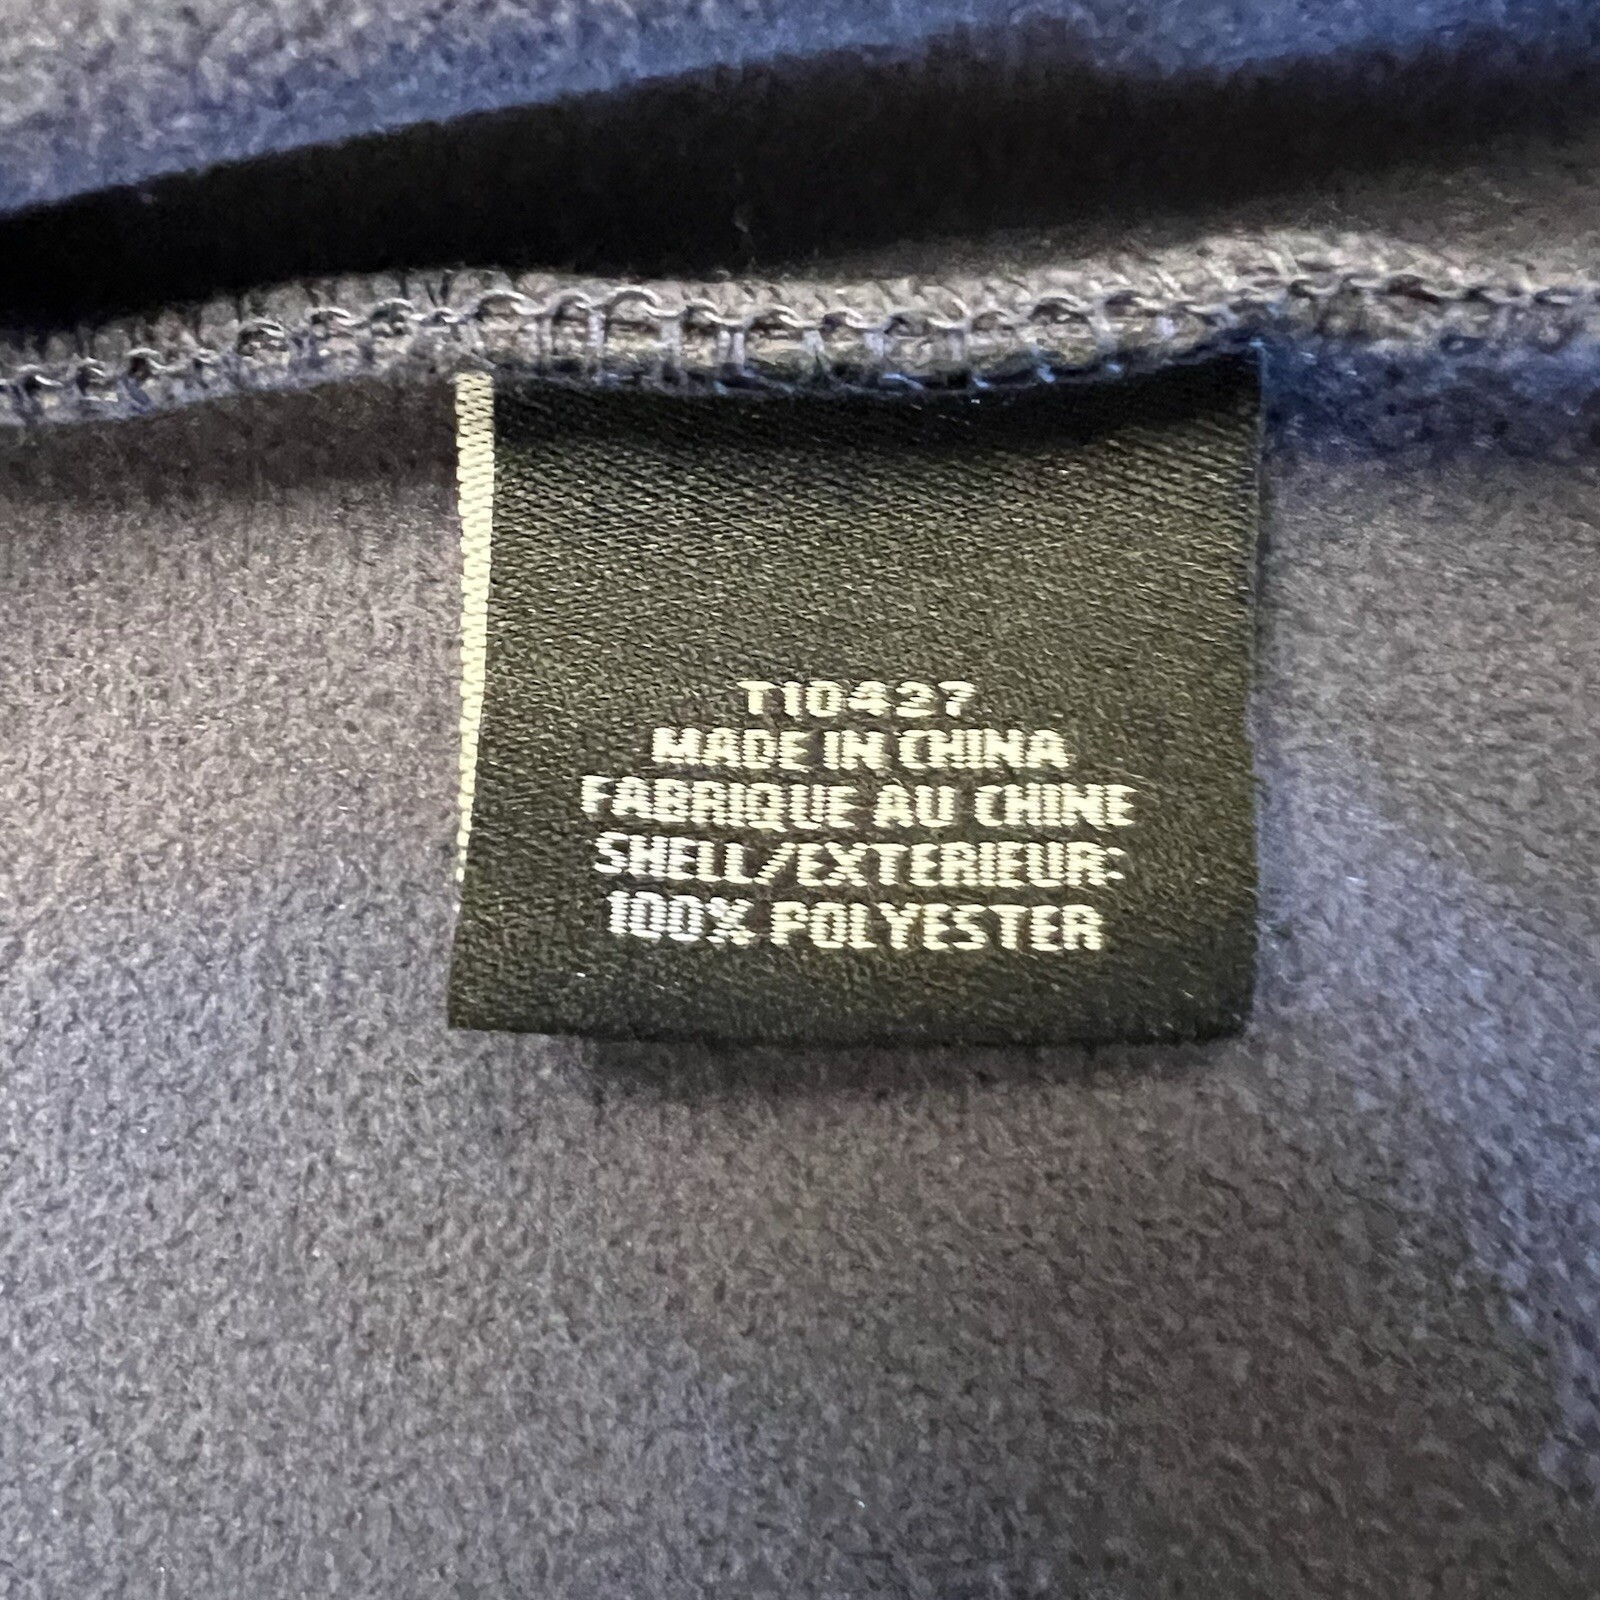 T10427
MADE IN CHINA
FABRIQUE AU CHINE
SHELL/EXTERIEUR:
100% POLYESTER